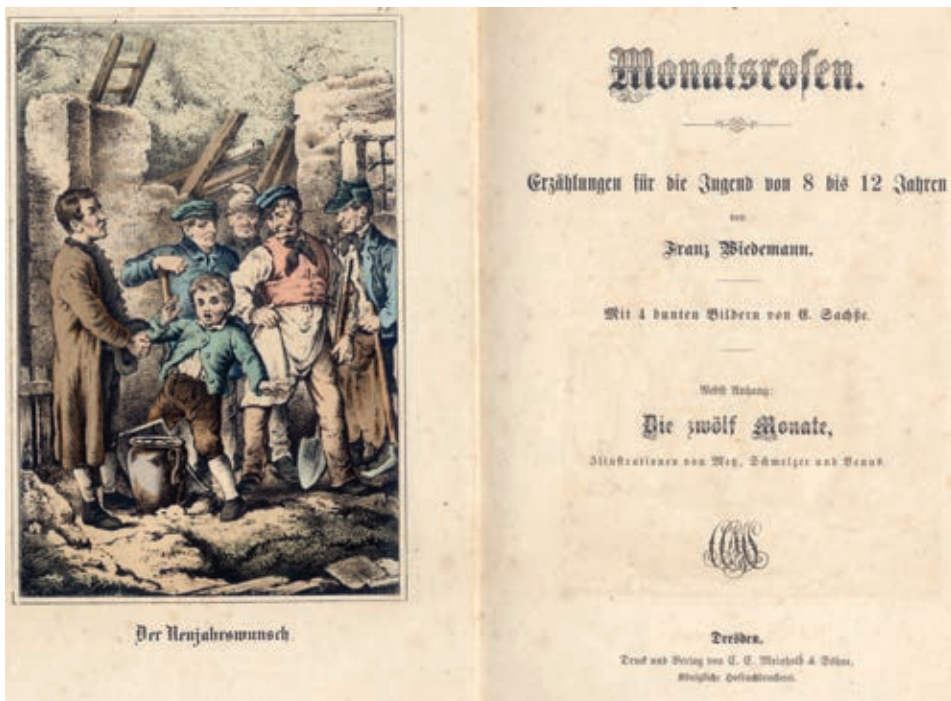 Der Neujahrswunsch.
Monatsrosen.
Erzählungen für die Jugend von 8 bis 12 Jahren
von
Franz Wiedemann.
Mit 4 bunten Bildern von C. Sachße.
Nebst Anhang:
Die zwölf Monate,
Illustrationen von Metz, Schmelzer und Venus.
Dresden.
Druck und Verlag von C. C. Meinhold & Söhne,
Königliche Hofbuchdruckerei.